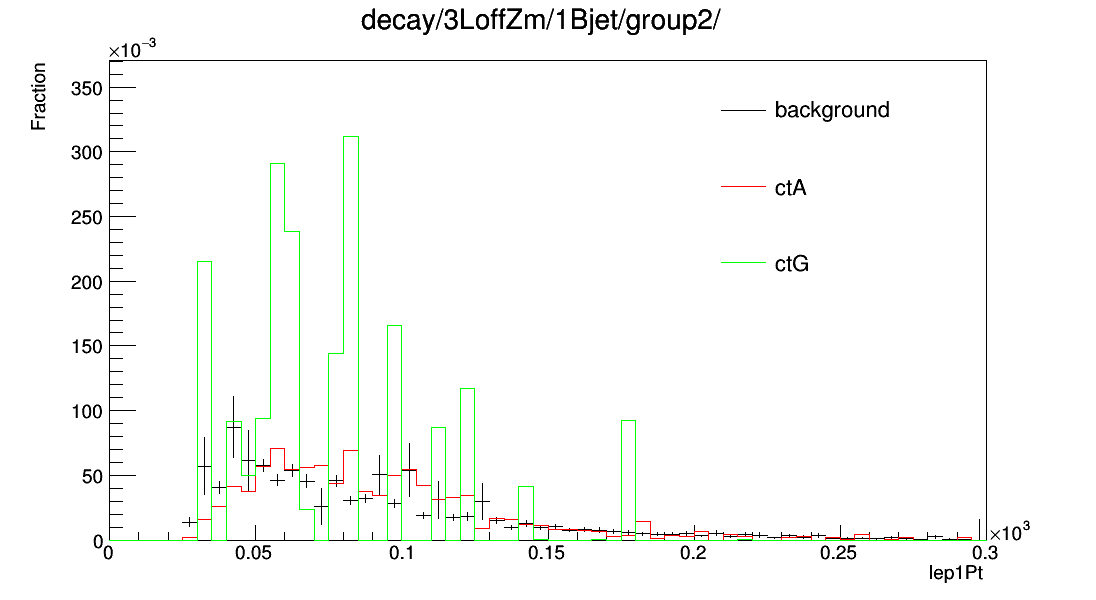 decay/3LoffZm/1Bjet/group2/
×10⁻³
Fraction
350
300
250
200
150
100
50
0
background
ctA
ctG
0 0.05 0.1 0.15 0.2 0.25 0.3
×10³
lep1Pt